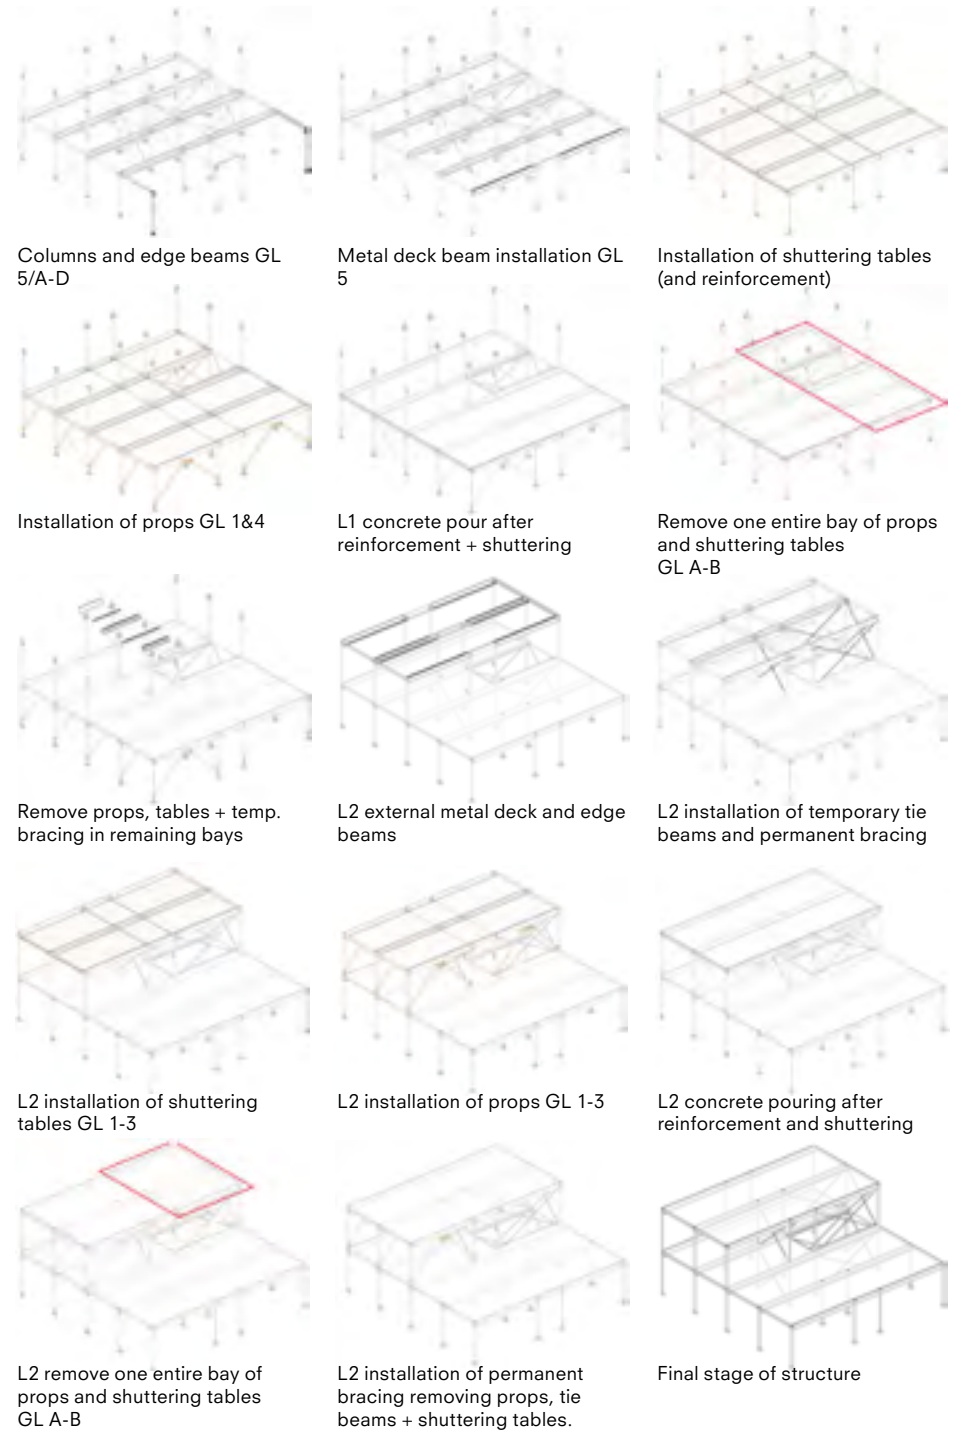 Columns and edge beams GL
5/A-D
Metal deck beam installation GL
5
Installation of shuttering tables
(and reinforcement)
Installation of props GL 1&4
L1 concrete pour after
reinforcement + shuttering
Remove one entire bay of props
and shuttering tables
GL A-B
Remove props, tables + temp.
bracing in remaining bays
L2 external metal deck and edge
beams
L2 installation of temporary tie
beams and permanent bracing
L2 installation of shuttering
tables GL 1-3
L2 installation of props GL 1-3
L2 concrete pouring after
reinforcement and shuttering
L2 remove one entire bay of
props and shuttering tables
GL A-B
L2 installation of permanent
bracing removing props, tie
beams + shuttering tables.
Final stage of structure